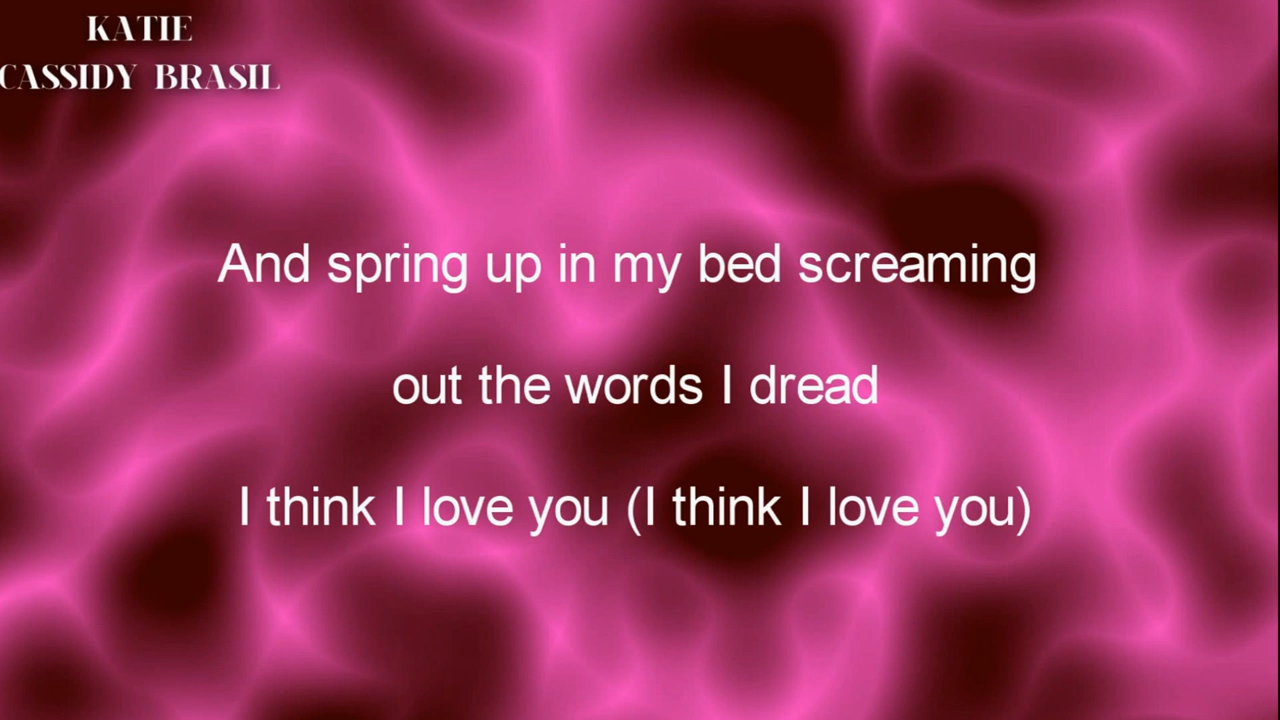 KATIE
CASSIDY BRASIL
And spring up in my bed screaming
out the words I dread
I think I love you (I think I love you)